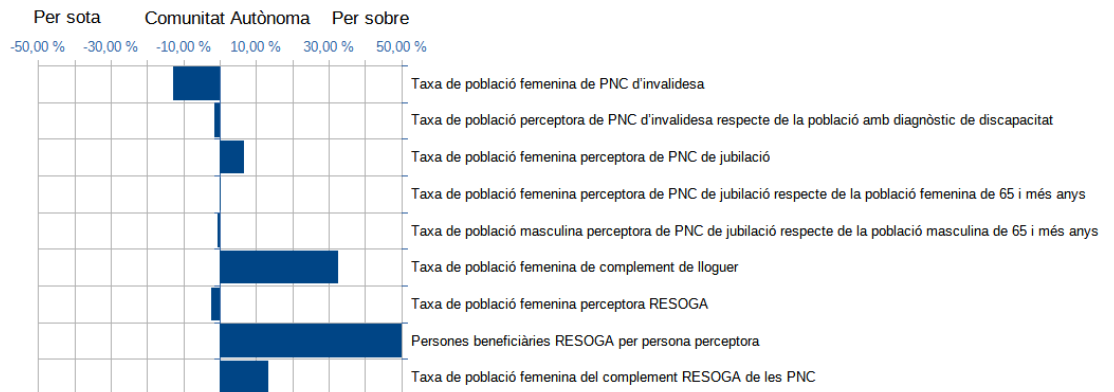 Per sota Comunitat Autònoma Per sobre
-50,00 % -30,00 % -10,00 % 10,00 % 30,00 % 50,00 %
Taxa de població femenina de PNC d'invalidesa
Taxa de població perceptora de PNC d'invalidesa respecte de la població amb diagnòstic de discapacitat
Taxa de població femenina perceptora de PNC de jubilació
Taxa de població femenina perceptora de PNC de jubilació respecte de la població femenina de 65 i més anys
Taxa de població masculina perceptora de PNC de jubilació respecte de la població masculina de 65 i més anys
Taxa de població femenina de complement de lloguer
Taxa de població femenina perceptora RESOGA
Persones beneficiàries RESOGA per persona perceptora
Taxa de població femenina del complement RESOGA de les PNC